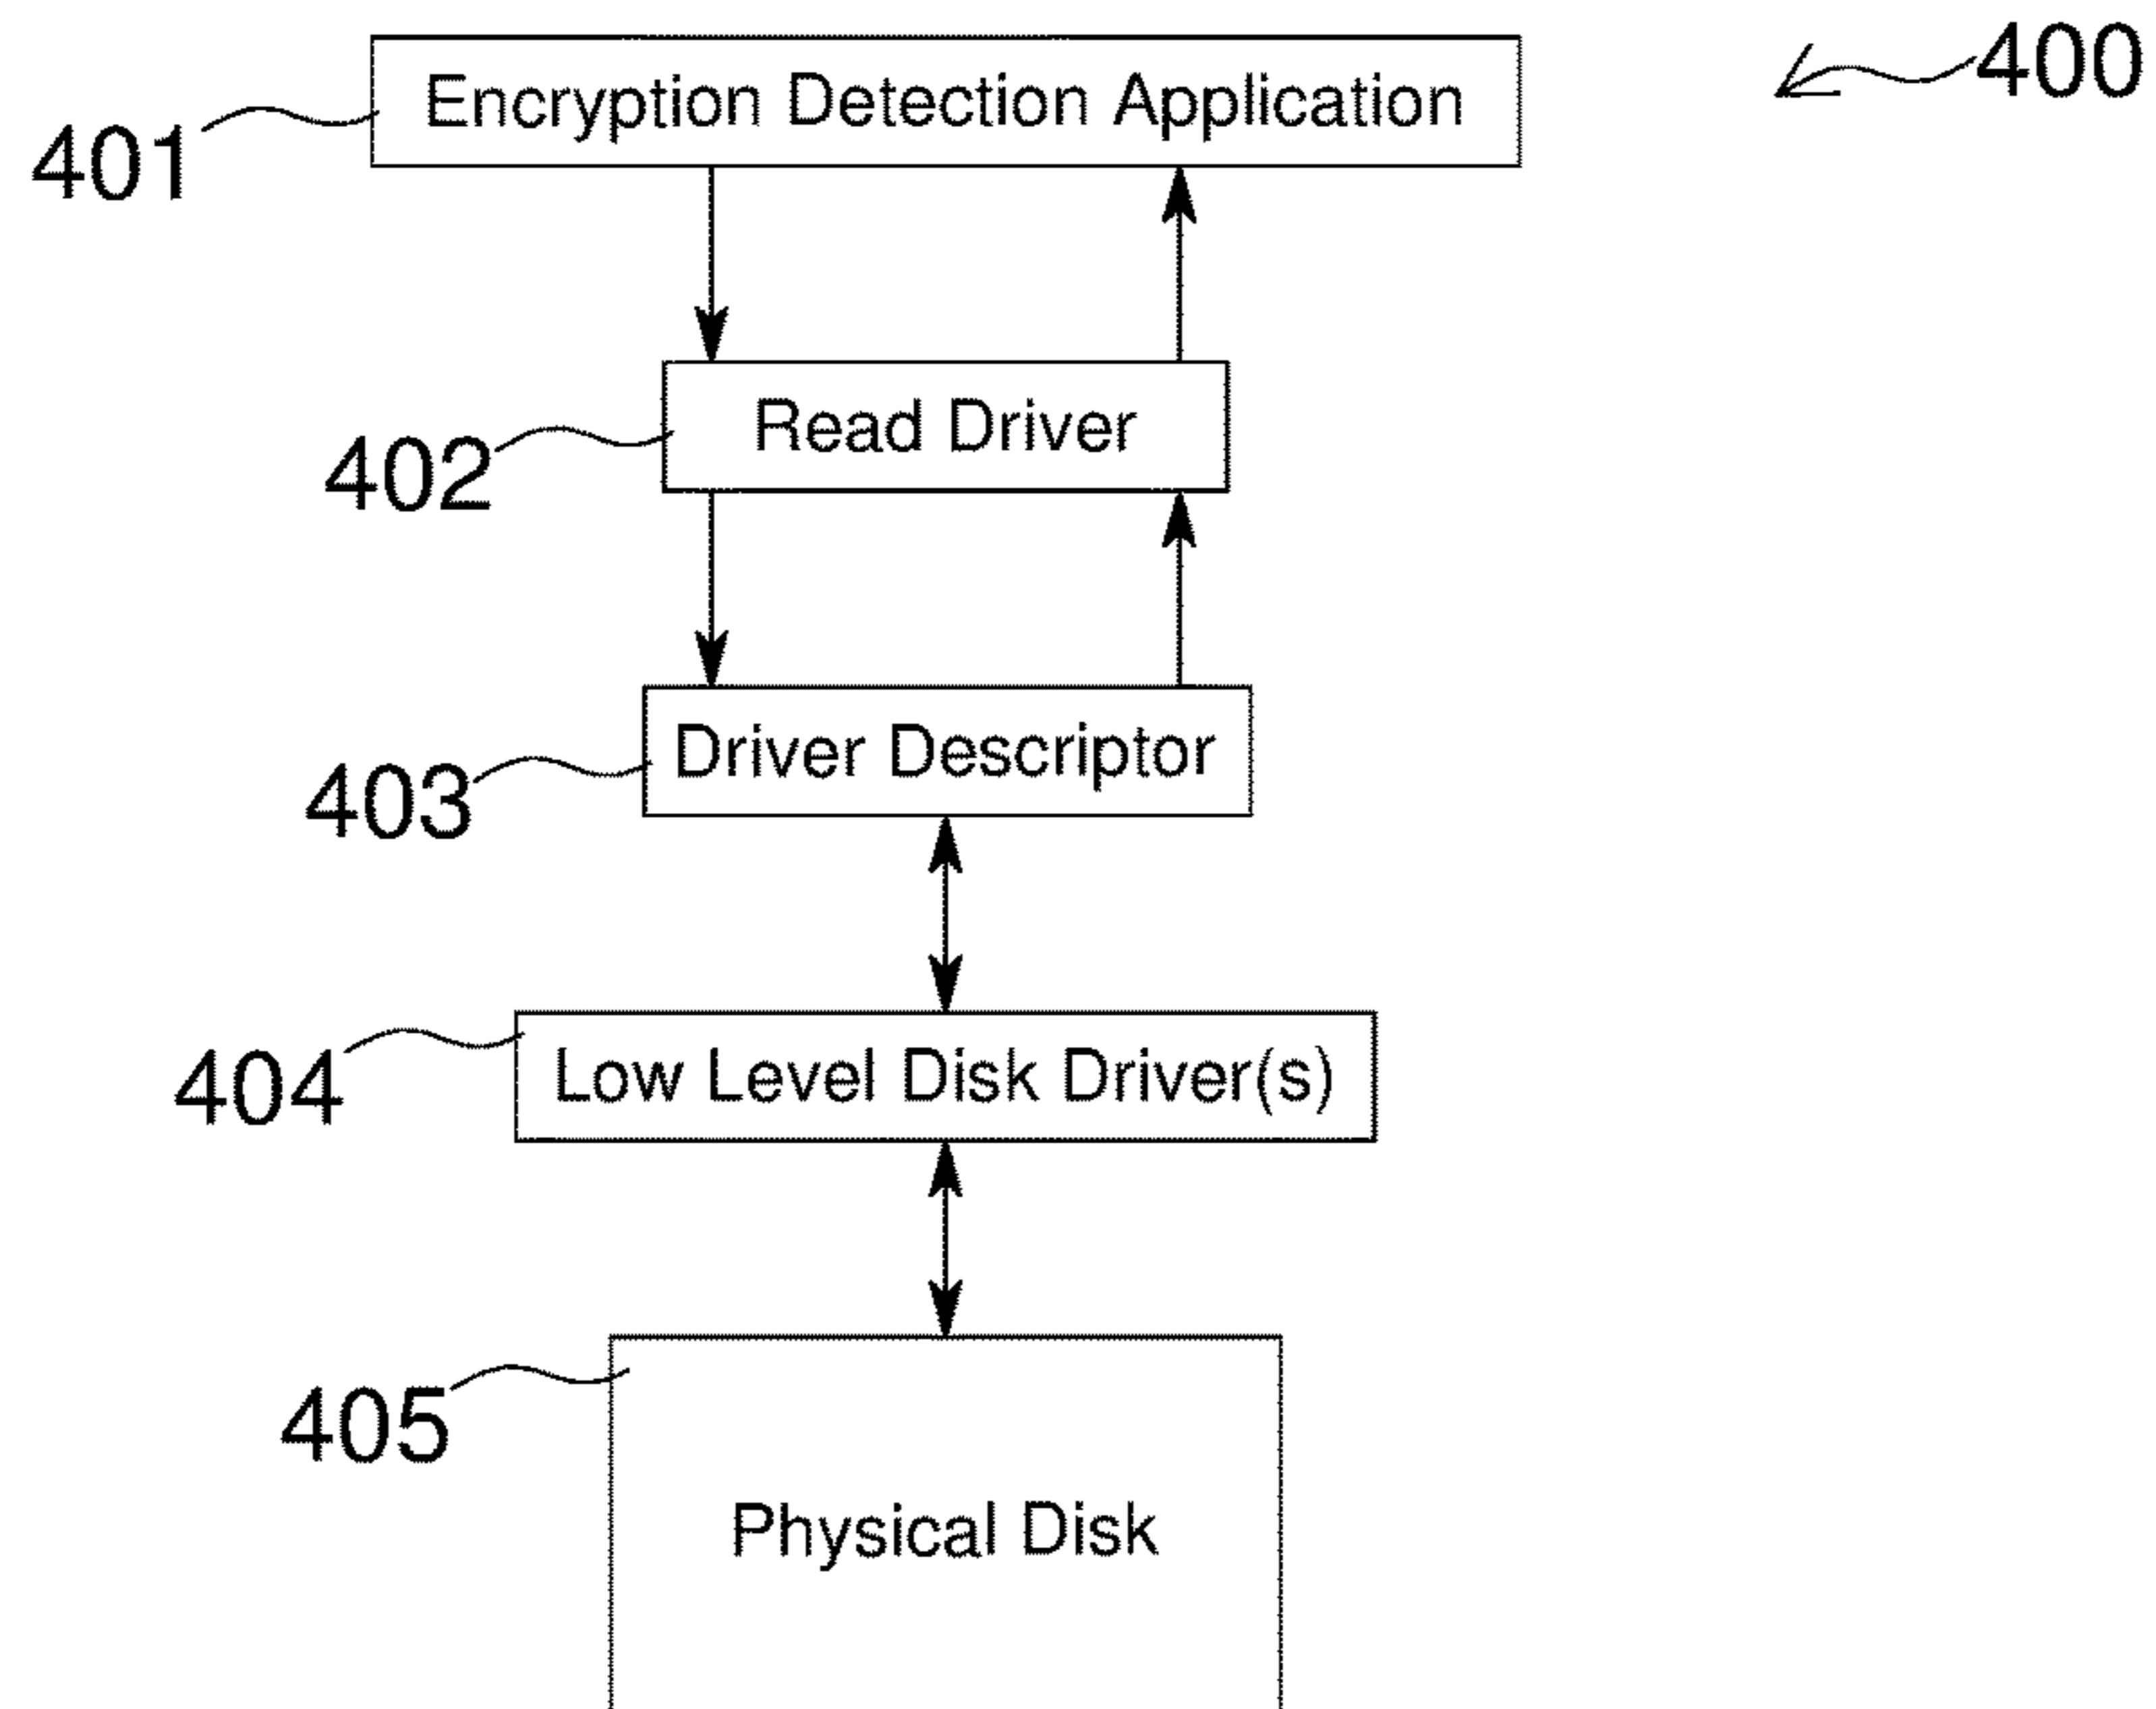 400
Encryption Detection Application
401
Read Driver
402
Driver Descriptor
403
Low Level Disk Driver(s)
404
405
Physical Disk